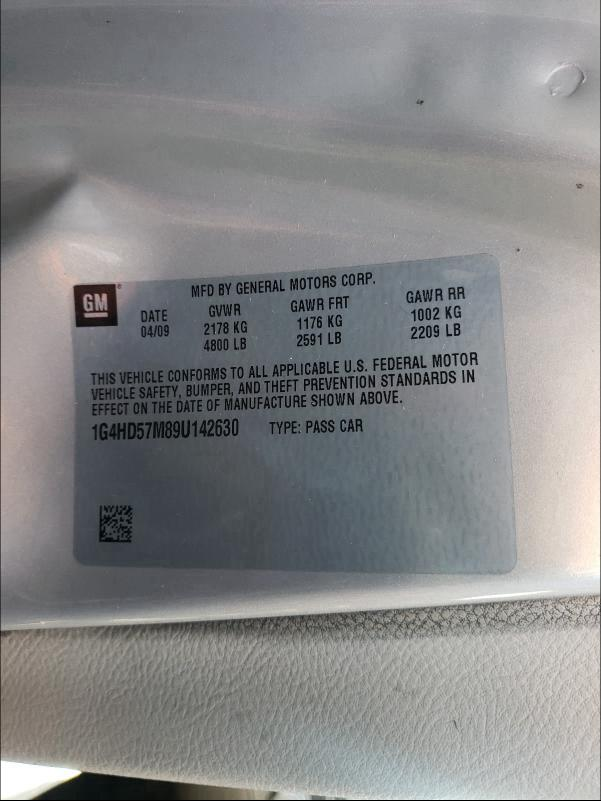 GM
MFD BY GENERAL MOTORS CORP.
DATE GVWR GAWR FRT GAWR RR
04/09 2178 KG 1176 KG 1002 KG
4800 LB 2591 LB 2209 LB
THIS VEHICLE CONFORMS TO ALL APPLICABLE U.S. FEDERAL MOTOR
VEHICLE SAFETY, BUMPER, AND THEFT PREVENTION STANDARDS IN
EFFECT ON THE DATE OF MANUFACTURE SHOWN ABOVE.
1G4HD57M89U142630 TYPE: PASS CAR